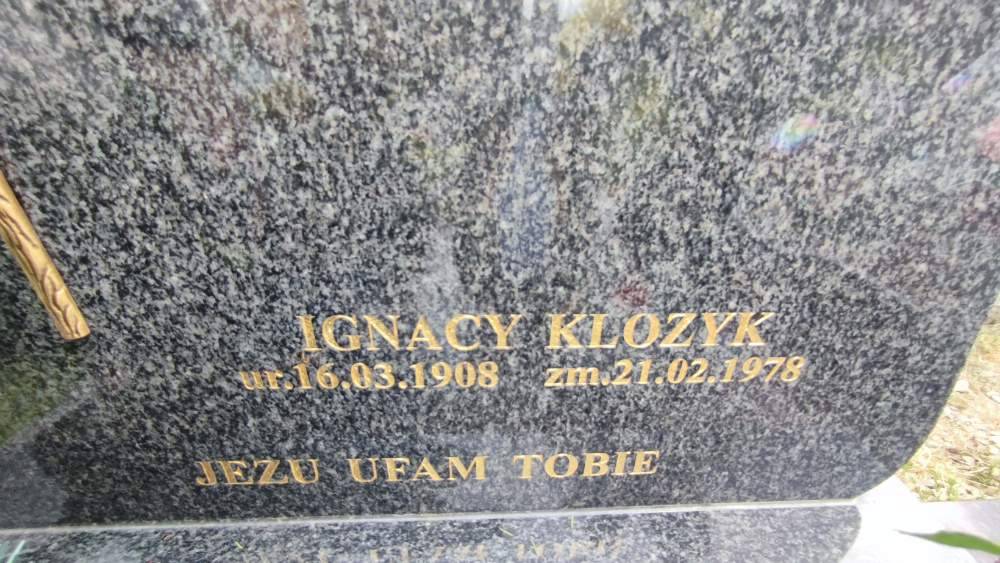 IGNACY KLOZYK
ur.16.03.1908 zm.21.02.1978
JEZU UFAM TOBIE